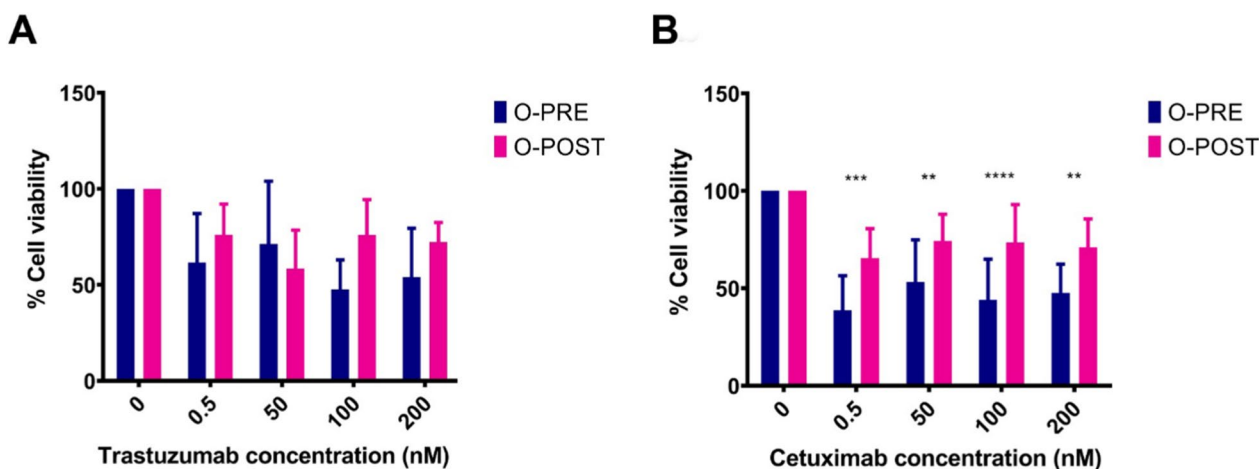 A
150
100
50
0
% Cell viability
O-PRE
O-POST
0
0.5
50
100
200
Trastuzumab concentration (nM)
B
150
100
50
0
% Cell viability
O-PRE
O-POST
*** ** **** **
0
0.5
50
100
200
Cetuximab concentration (nM)